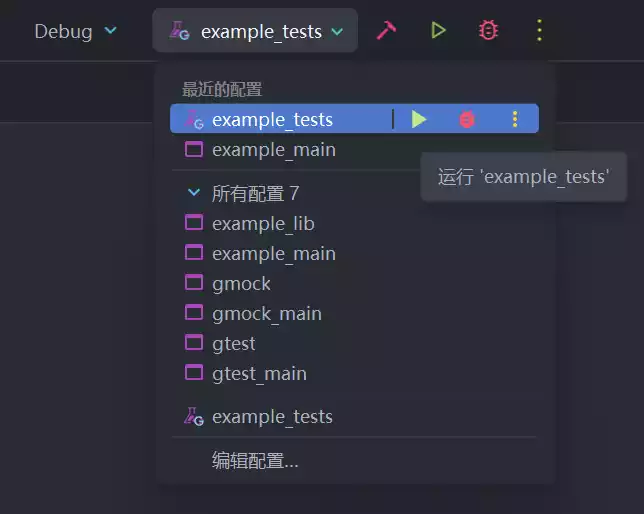 Debug
example_tests
最近的配置
example_tests
example_main
运行 'example_tests'
所有配置 7
example_lib
example_main
gmock
gmock_main
gtest
gtest_main
example_tests
编辑配置...